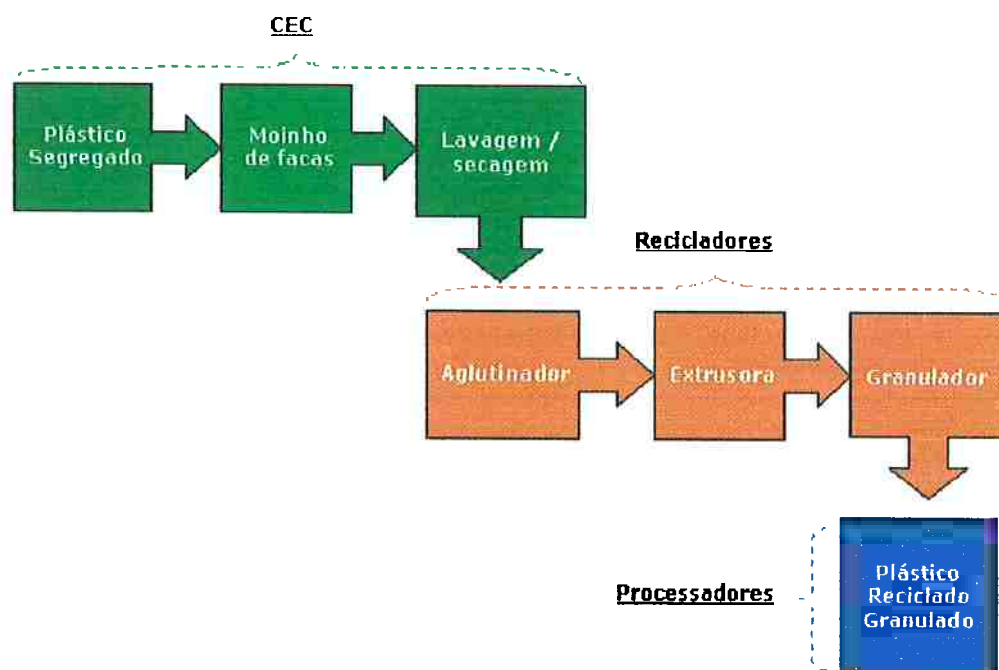 CEC
Plástico
Segregado
Moinho
de facas
Lavagem /
secagem
Recicladores
Aglutinador
Extrusora
Granulador
Processadores
Plástico
Reciclado
Granulado